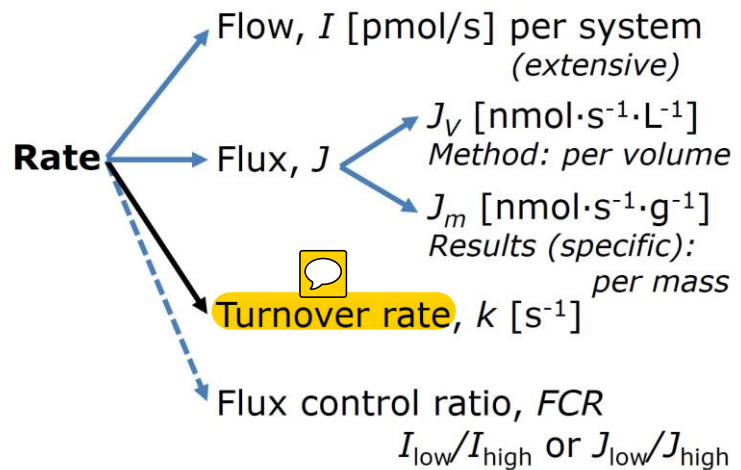 Flow, I [pmol/s] per system
(extensive)
J_V [nmol·s⁻¹·L⁻¹]
Rate
Flux, J
Method: per volume
J_m [nmol·s⁻¹·g⁻¹]
Results (specific):
per mass
Turnover rate, k [s⁻¹]
Flux control ratio, FCR
I_low/I_high or J_low/J_high